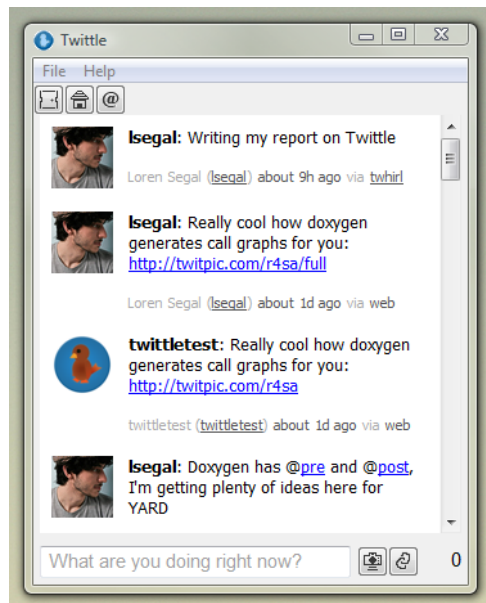 Twittle
File Help
@
lsegal: Writing my report on Twittle
Loren Segal (lsegal) about 9h ago via twhirl
lsegal: Really cool how doxygen
generates call graphs for you:
http://twitpic.com/r4sa/full
Loren Segal (lsegal) about 1d ago via web
twittletest: Really cool how doxygen
generates call graphs for you:
http://twitpic.com/r4sa
twittletest (twittletest) about 1d ago via web
lsegal: Doxygen has @pre and @post,
I'm getting plenty of ideas here for
YARD
What are you doing right now? 0